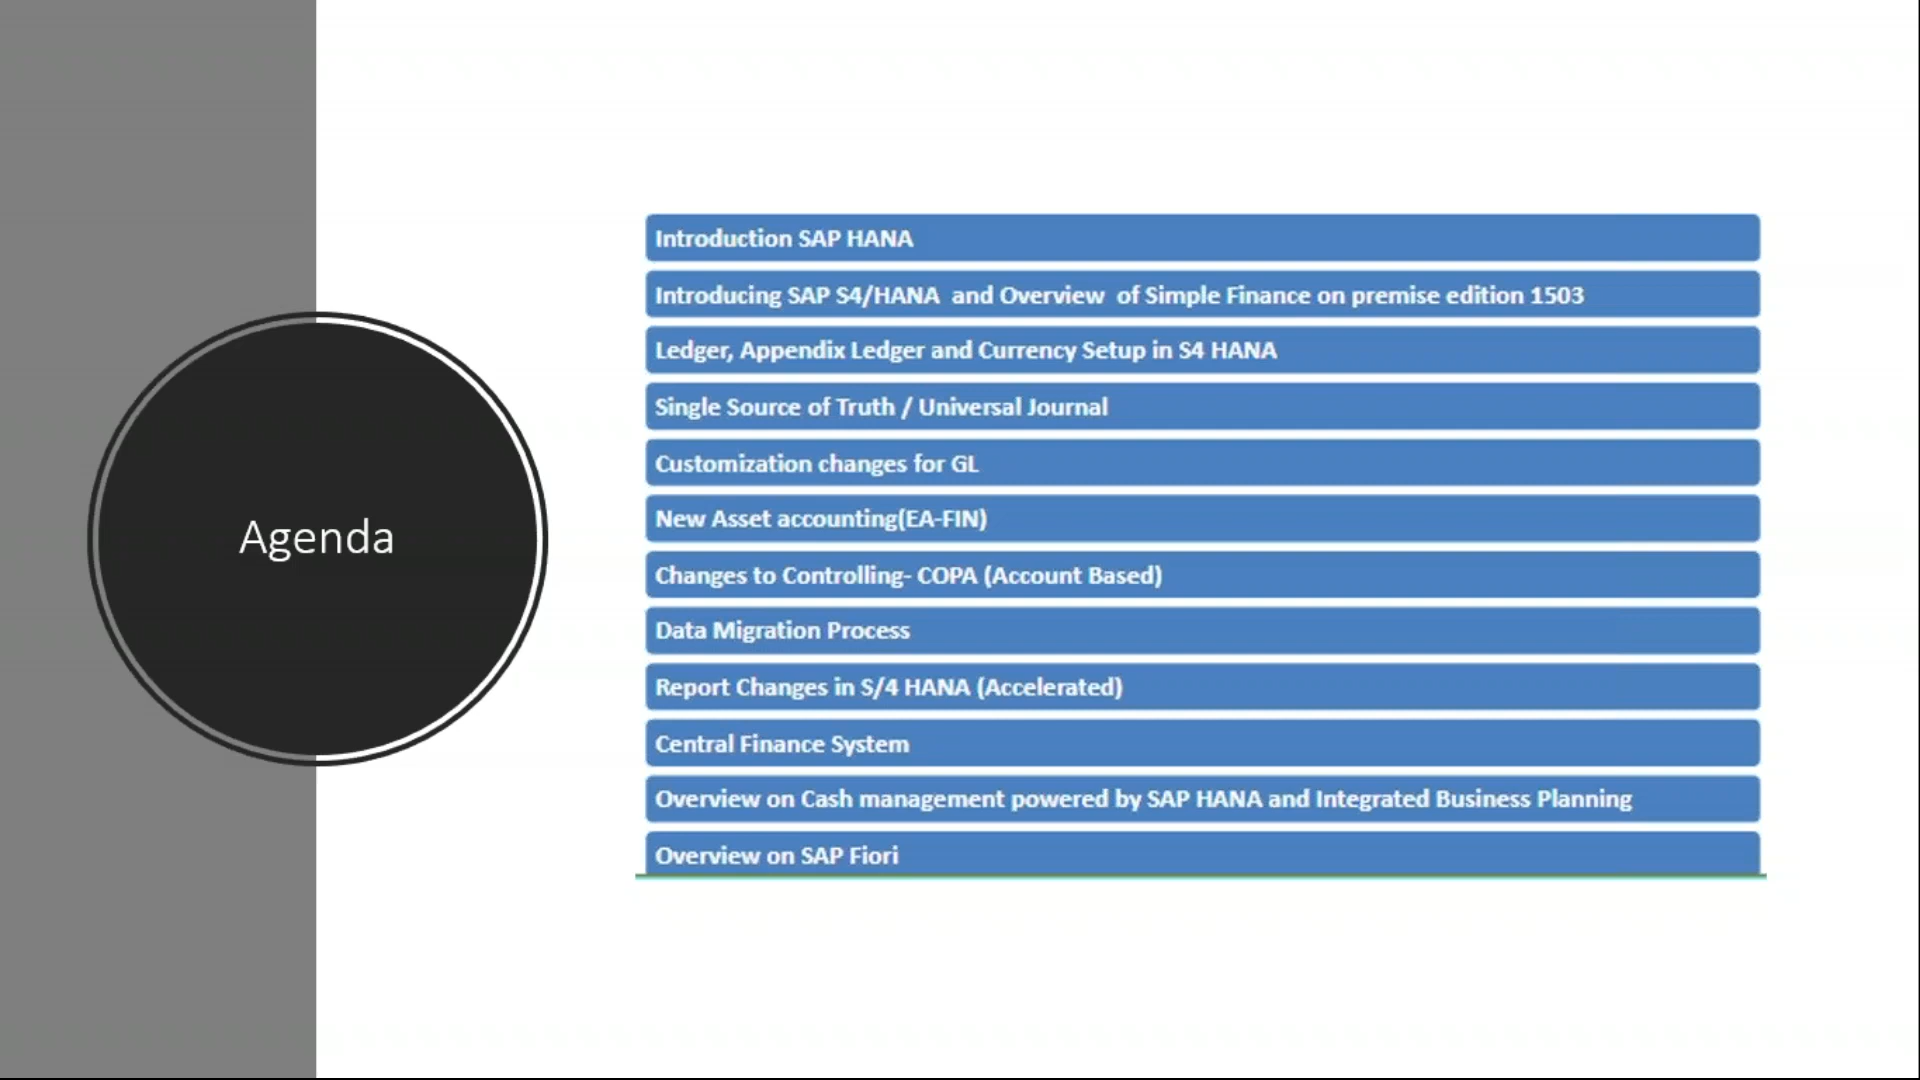 Agenda
Introduction SAP HANA
Introducing SAP S4/HANA  and Overview  of Simple Finance on premise edition 1503
Ledger, Appendix Ledger and Currency Setup in S4 HANA
Single Source of Truth / Universal Journal
Customization changes for GL
New Asset accounting(EA-FIN)
Changes to Controlling- COPA (Account Based)
Data Migration Process
Report Changes in S/4 HANA (Accelerated)
Central Finance System
Overview on Cash management powered by SAP HANA and Integrated Business Planning
Overview on SAP Fiori